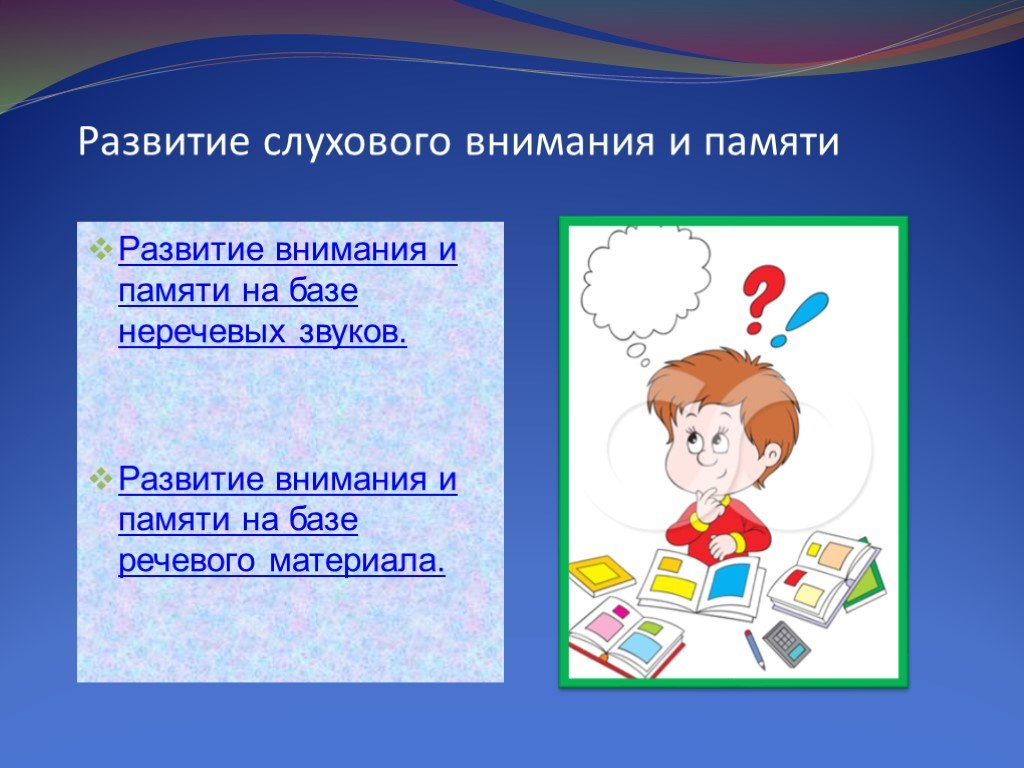 Развитие слухового внимания и памяти
Развитие внимания и
памяти на базе
неречевых звуков.
Развитие внимания и
памяти на базе
речевого материала.
?
!